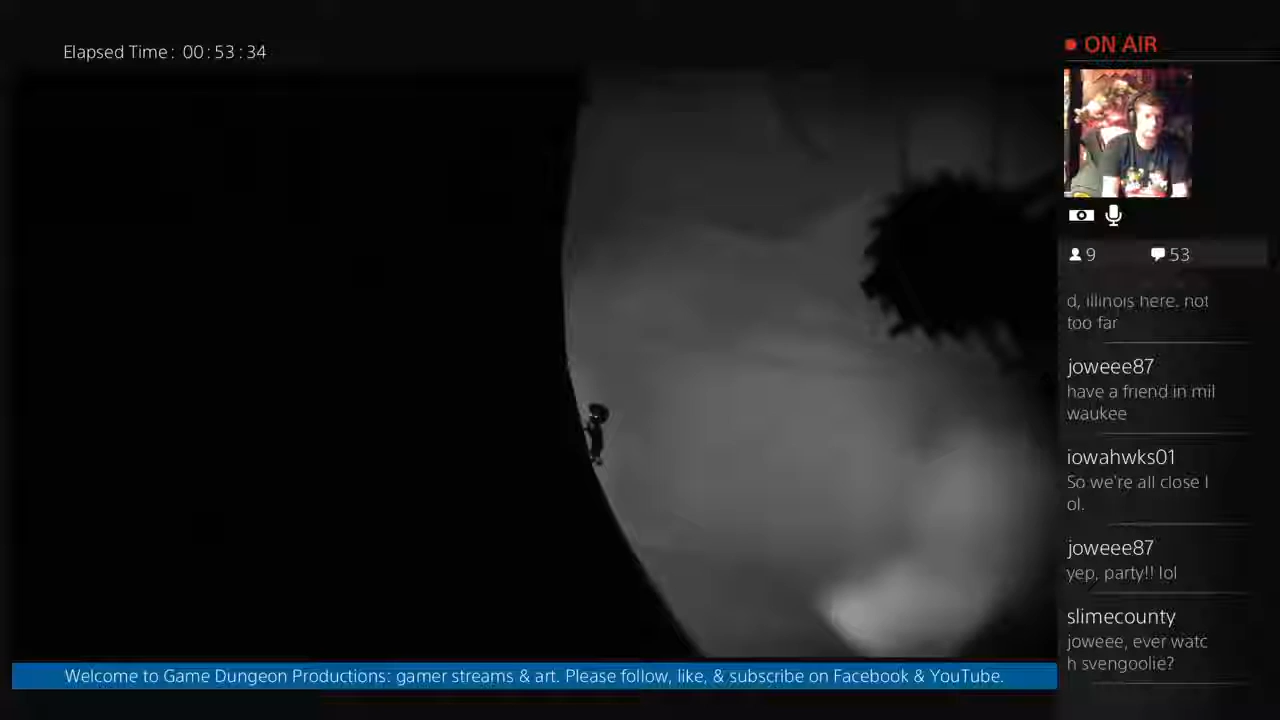 Elapsed Time: 00:53:34
ON AIR
9
53
d, illinois here. not
too far
joweee87
have a friend in mil
waukee
iowahwks01
So we're all close l
ol.
joweee87
yep, party!! lol
slimecounty
joweee, ever watc
h svengoolie?
Welcome to Game Dungeon Productions: gamer streams & art. Please follow, like, & subscribe on Facebook & YouTube.